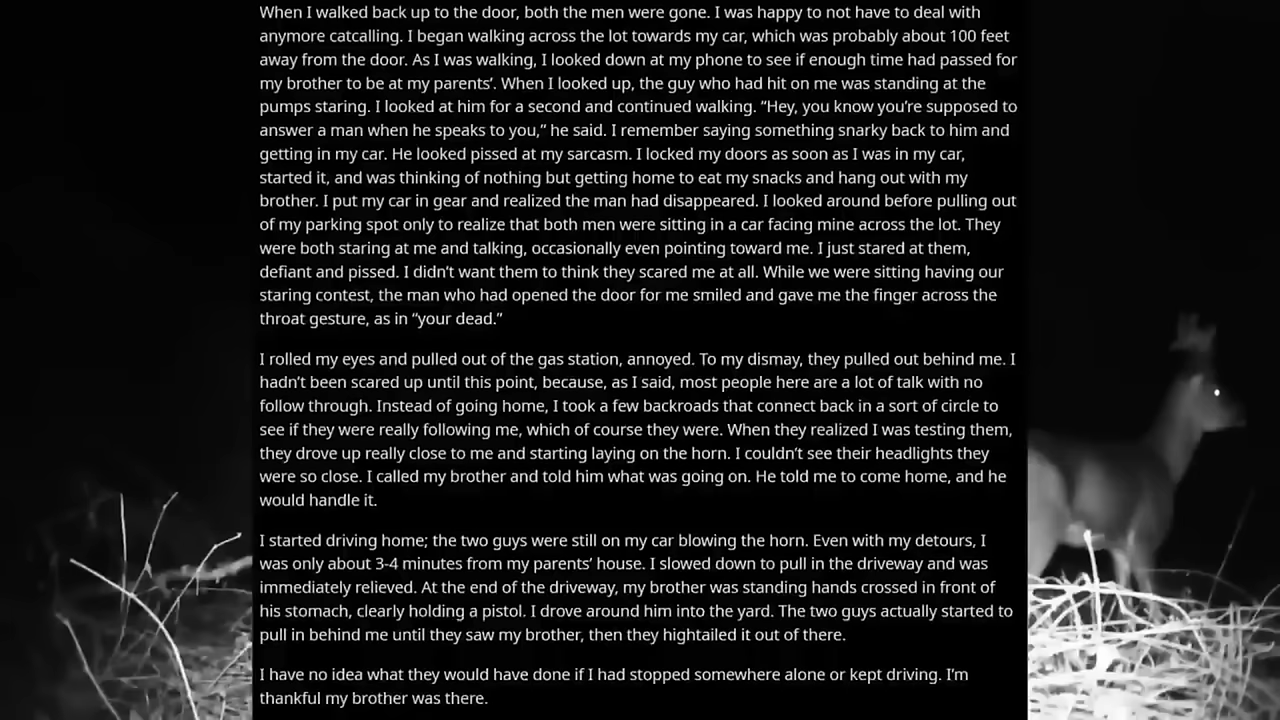 When I walked back up to the door, both the men were gone. I was happy to not have to deal with
anymore catcalling. I began walking across the lot towards my car, which was probably about 100 feet
away from the door. As I was walking, I looked down at my phone to see if enough time had passed for
my brother to be at my parents’. When I looked up, the guy who had hit on me was standing at the
pumps staring. I looked at him for a second and continued walking. “Hey, you know you’re supposed to
answer a man when he speaks to you,” he said. I remember saying something snarky back to him and
getting in my car. He looked pissed at my sarcasm. I locked my doors as soon as I was in my car,
started it, and was thinking of nothing but getting home to eat my snacks and hang out with my
brother. I put my car in gear and realized the man had disappeared. I looked around before pulling out
of my parking spot only to realize that both men were sitting in a car facing mine across the lot. They
were both staring at me and talking, occasionally even pointing toward me. I just stared at them,
defiant and pissed. I didn’t want them to think they scared me at all. While we were sitting having our
staring contest, the man who had opened the door for me smiled and gave me the finger across the
throat gesture, as in “your dead.”
I rolled my eyes and pulled out of the gas station, annoyed. To my dismay, they pulled out behind me. I
hadn’t been scared up until this point, because, as I said, most people here are a lot of talk with no
follow through. Instead of going home, I took a few backroads that connect back in a sort of circle to
see if they were really following me, which of course they were. When they realized I was testing them,
they drove up really close to me and starting laying on the horn. I couldn’t see their headlights they
were so close. I called my brother and told him what was going on. He told me to come home, and he
would handle it.
I started driving home; the two guys were still on my car blowing the horn. Even with my detours, I
was only about 3-4 minutes from my parents’ house. I slowed down to pull in the driveway and was
immediately relieved. At the end of the driveway, my brother was standing hands crossed in front of
his stomach, clearly holding a pistol. I drove around him into the yard. The two guys actually started to
pull in behind me until they saw my brother, then they hightailed it out of there.
I have no idea what they would have done if I had stopped somewhere alone or kept driving. I’m
thankful my brother was there.